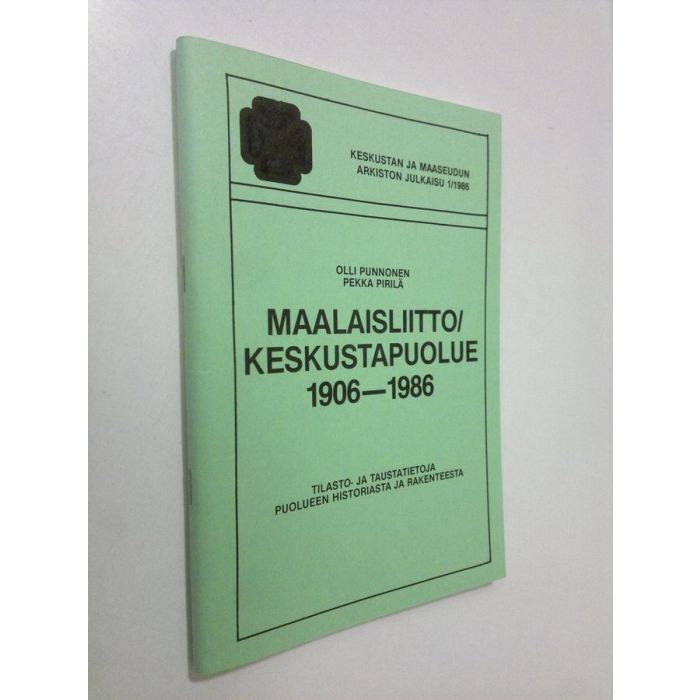 KESKUSTAN JA MAASEUDUN
ARKISTON JULKAISU 1/1986
OLLI PUNNONEN
PEKKA PIRILÄ
MAALAISLIITTO/
KESKUSTAPUOLUE
1906—1986
TILASTO- JA TAUSTATIETOJA
PUOLUEEN HISTORIASTA JA RAKENTEESTA